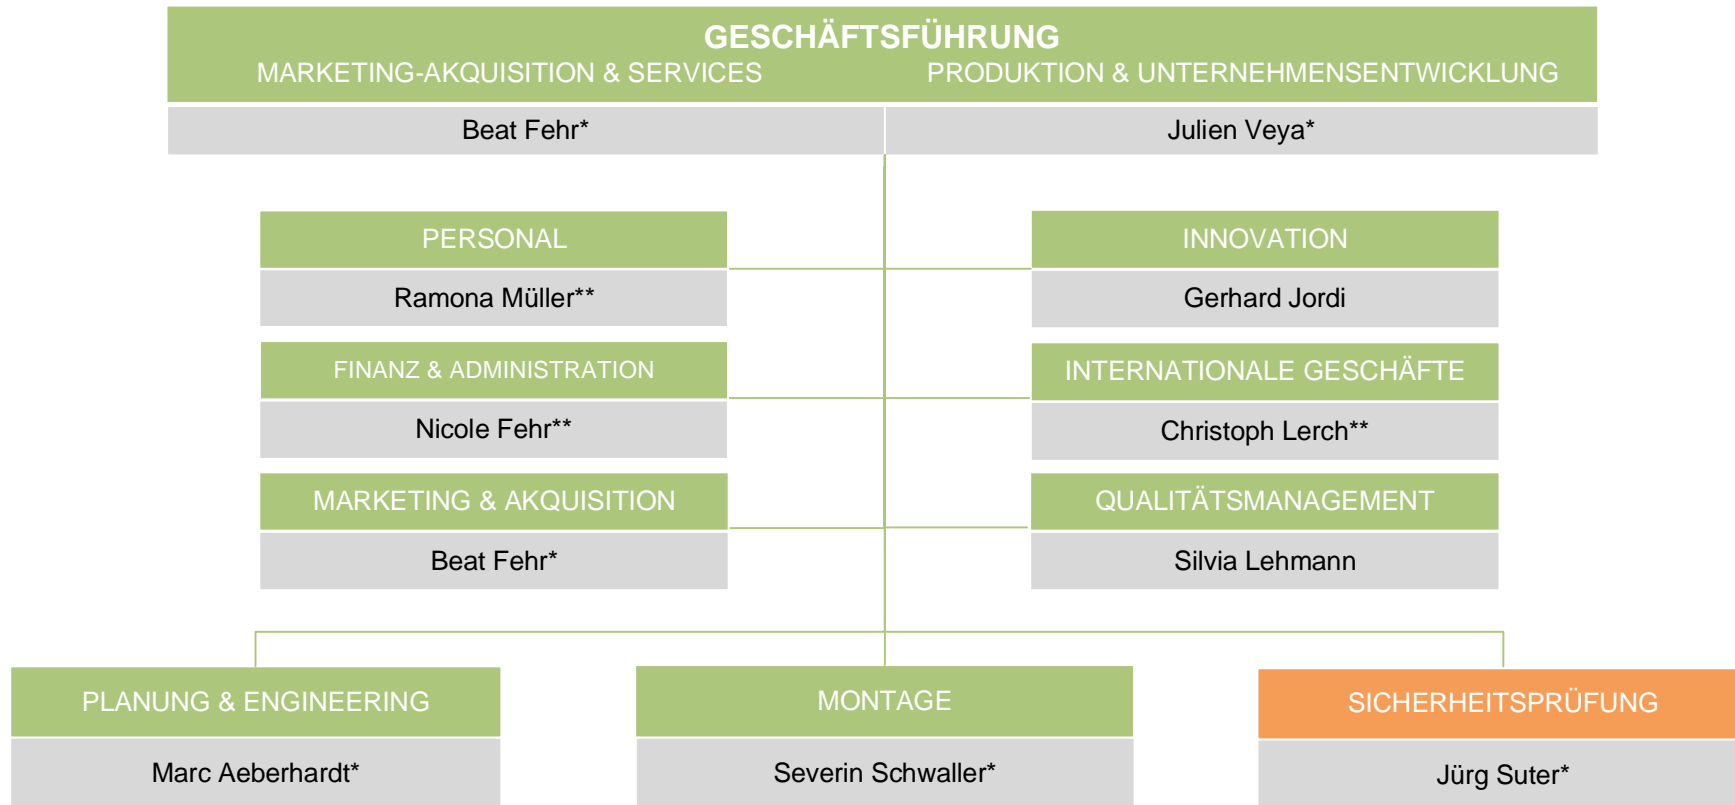 GESCHÄFTSFÜHRUNG
MARKETING-AKQUISITION & SERVICES
PRODUKTION & UNTERNEHMENSENTWICKLUNG
Beat Fehr*
Julien Veya*
PERSONAL
INNOVATION
Ramona Müller**
Gerhard Jordi
FINANZ & ADMINISTRATION
INTERNATIONALE GESCHÄFTE
Nicole Fehr**
Christoph Lerch**
MARKETING & AKQUISITION
QUALITÄTSMANAGEMENT
Beat Fehr*
Silvia Lehmann
PLANUNG & ENGINEERING
MONTAGE
SICHERHEITSPRÜFUNG
Marc Aeberhardt*
Severin Schwaller*
Jürg Suter*